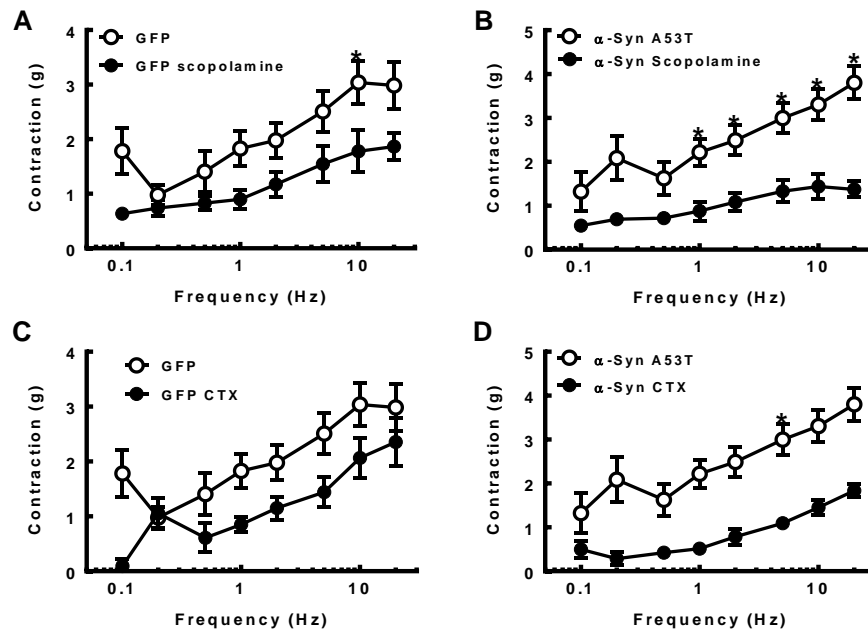 A
GFP
GFP scopolamine
*
Contraction (g)
4
3
2
1
0
0.1 1 10
Frequency (Hz)
B
α-Syn A53T
α-Syn Scopolamine
* * * * *
Contraction (g)
5
4
3
2
1
0
0.1 1 10
Frequency (Hz)
C
GFP
GFP CTX
Contraction (g)
4
3
2
1
0
0.1 1 10
Frequency (Hz)
D
α-Syn A53T
α-Syn CTX
*
Contraction (g)
5
4
3
2
1
0
0.1 1 10
Frequency (Hz)